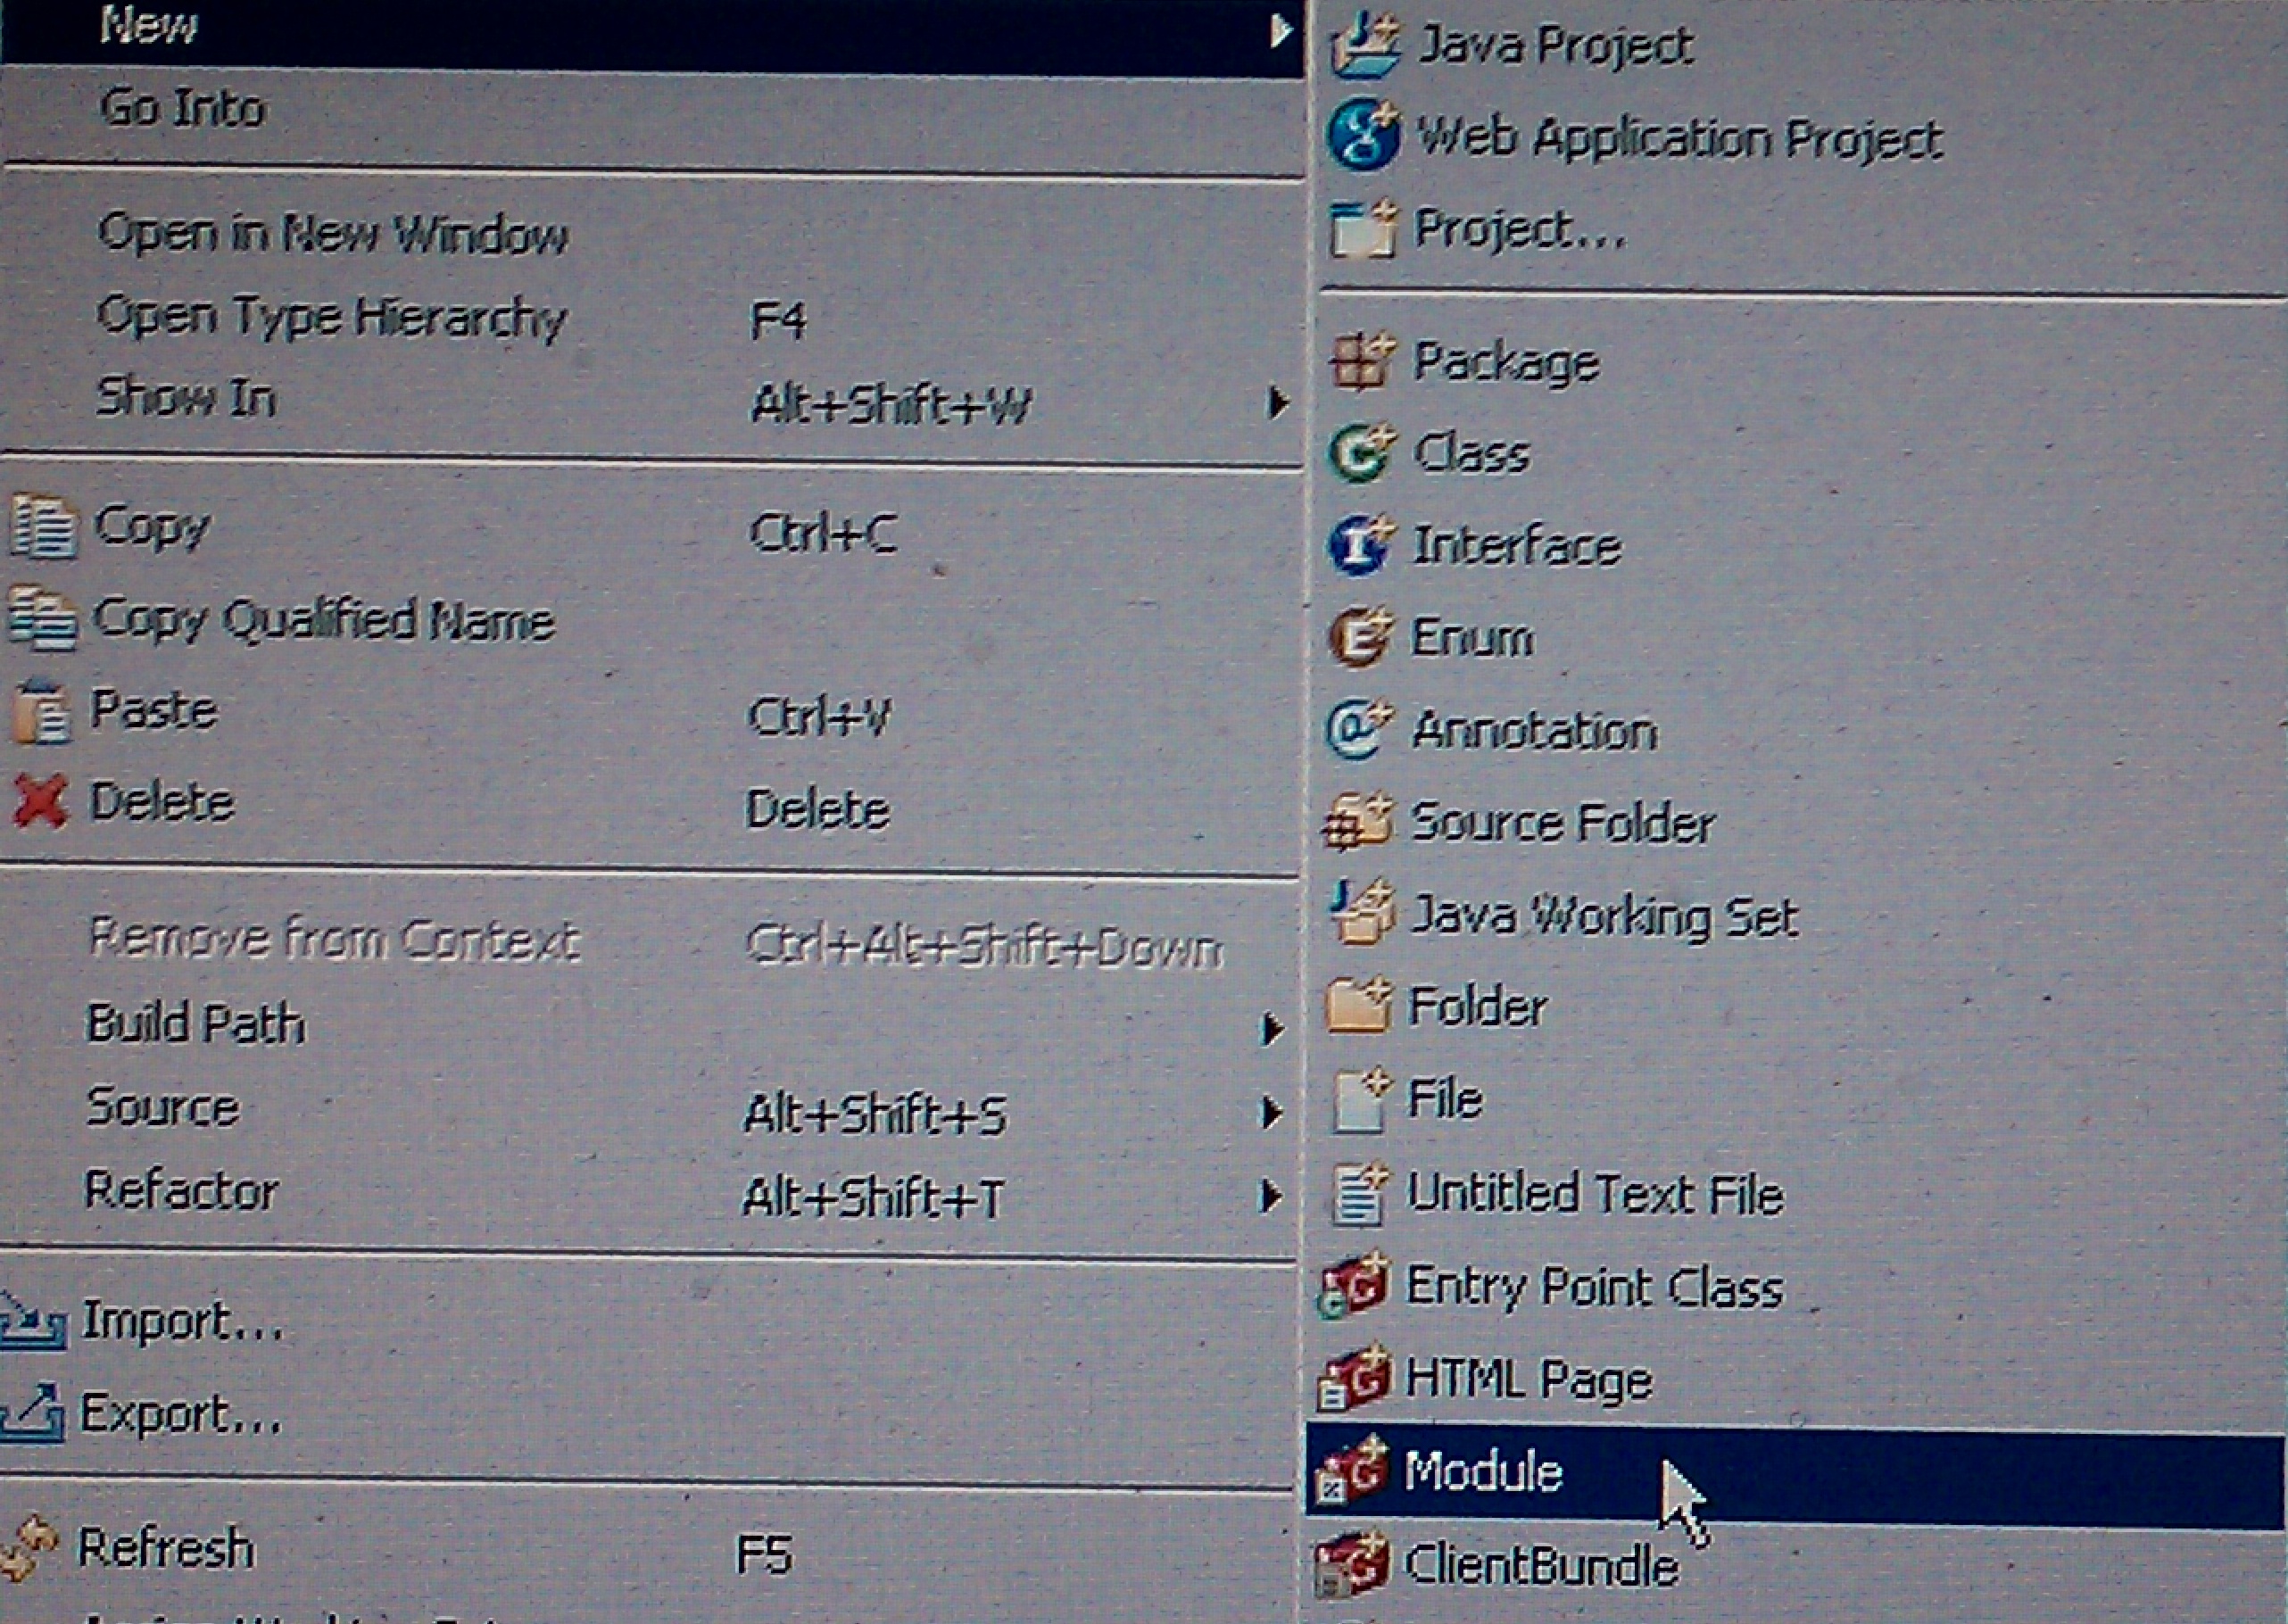 New
Go Into
Open in New Window
Open Type Hierarchy F4
Show In Alt+Shift+W
Copy Ctrl+C
Copy Qualified Name
Paste Ctrl+V
Delete Delete
Remove from Context Ctrl+Alt+Shift+Down
Build Path
Source Alt+Shift+S
Refactor Alt+Shift+T
Import...
Export...
Refresh F5
Java Project
Web Application Project
Project...
Package
Class
Interface
Enum
Annotation
Source Folder
Java Working Set
Folder
File
Untitled Text File
Entry Point Class
HTML Page
Module
ClientBundle